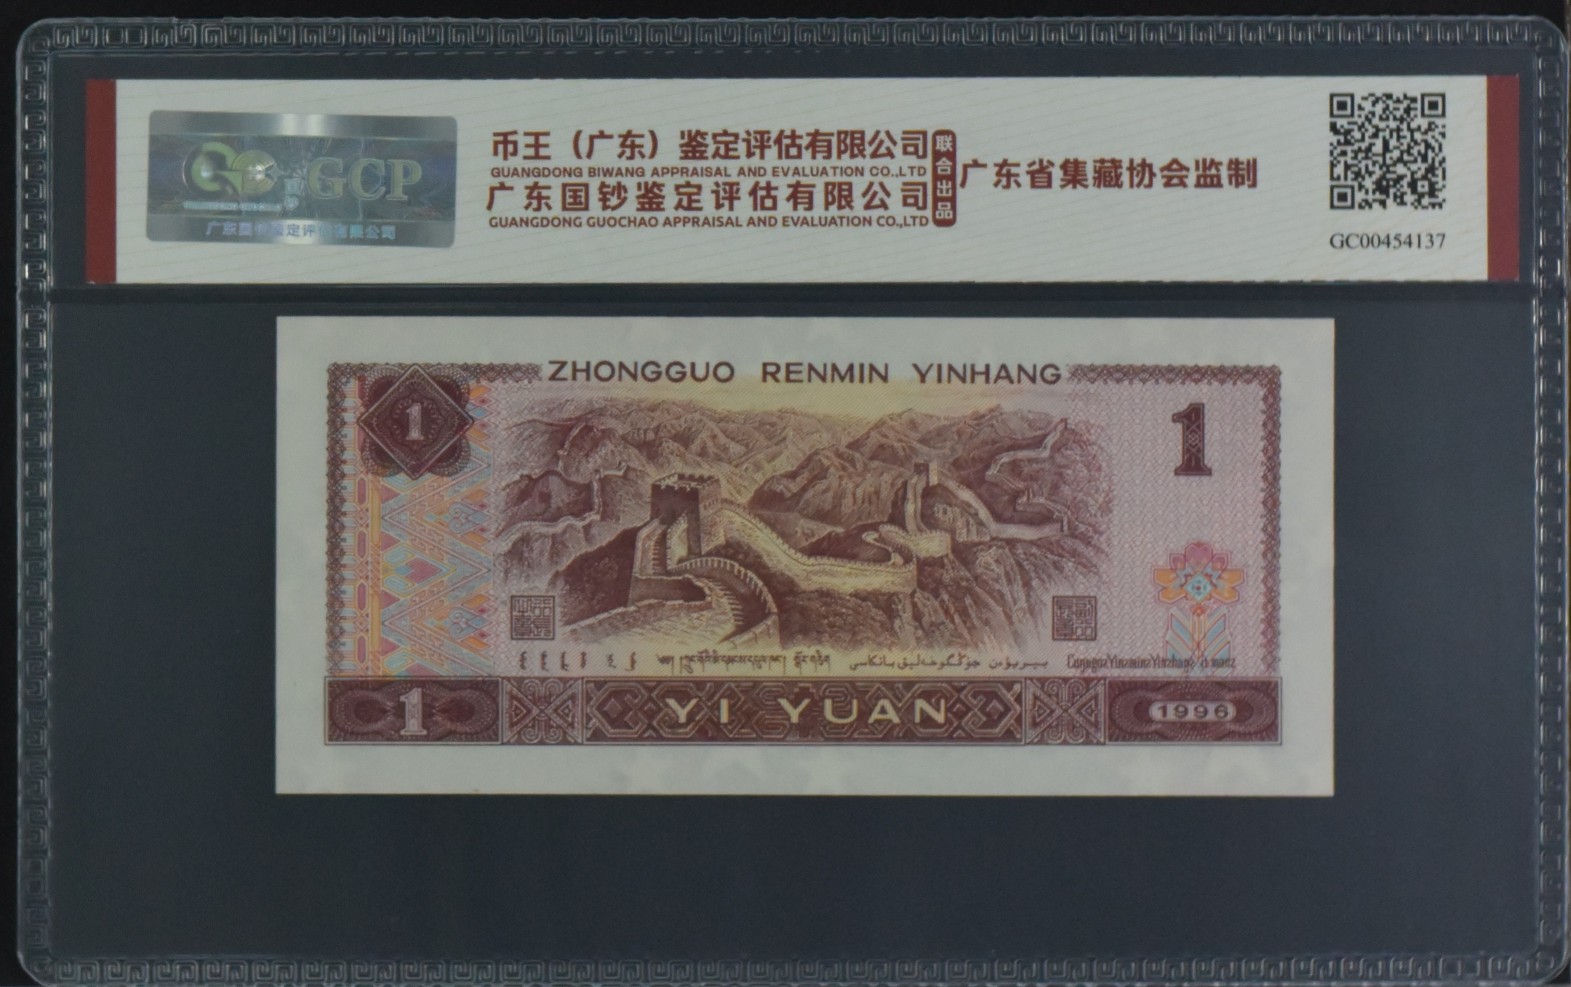 GCP
币王（广东）鉴定评估有限公司
GUANGDONG BIWANG APPRAISAL AND EVALUATION CO.,LTD
广东国钞鉴定评估有限公司
GUANGDONG GUOCHAO APPRAISAL AND EVALUATION CO.,LTD
联合出品
广东省集藏协会监制
GC00454137
ZHONGGUO RENMIN YINHANG
1
1
1 YI YUAN 1996